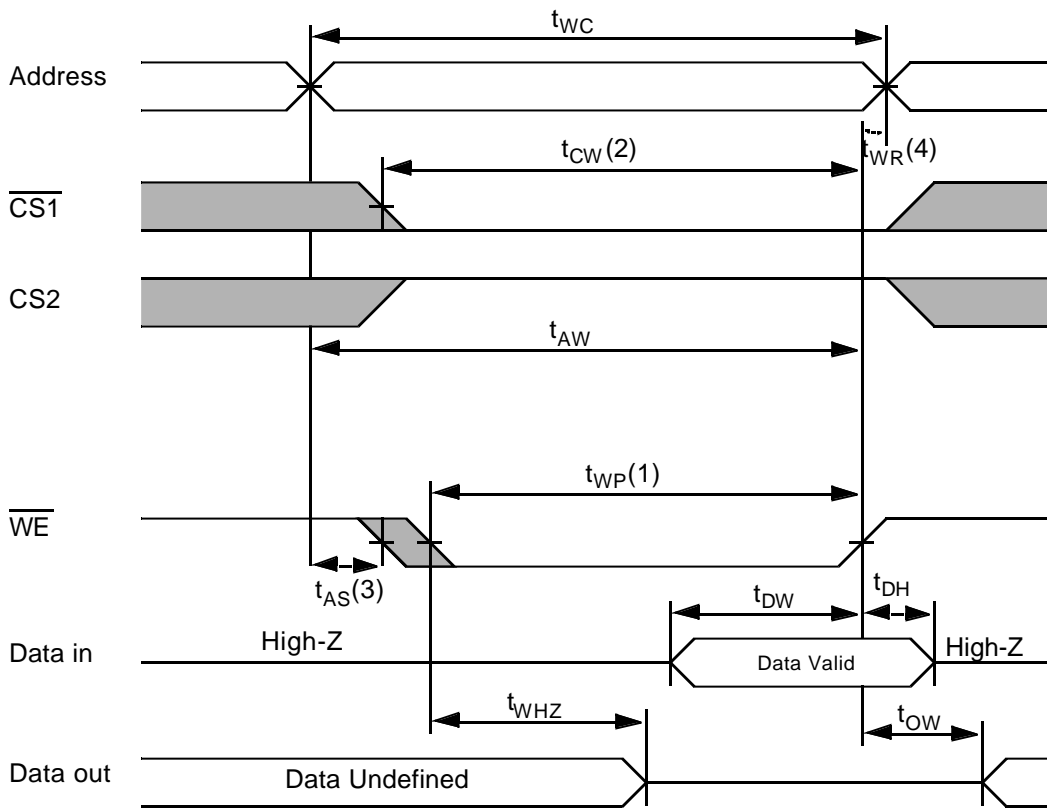 tWC
Address
tCW(2)
tWR(4)
CS1
CS2
tAW
tWP(1)
WE
tAS(3)
tDW
tDH
Data in
High-Z
Data Valid
High-Z
tWHZ
tOW
Data out
Data Undefined